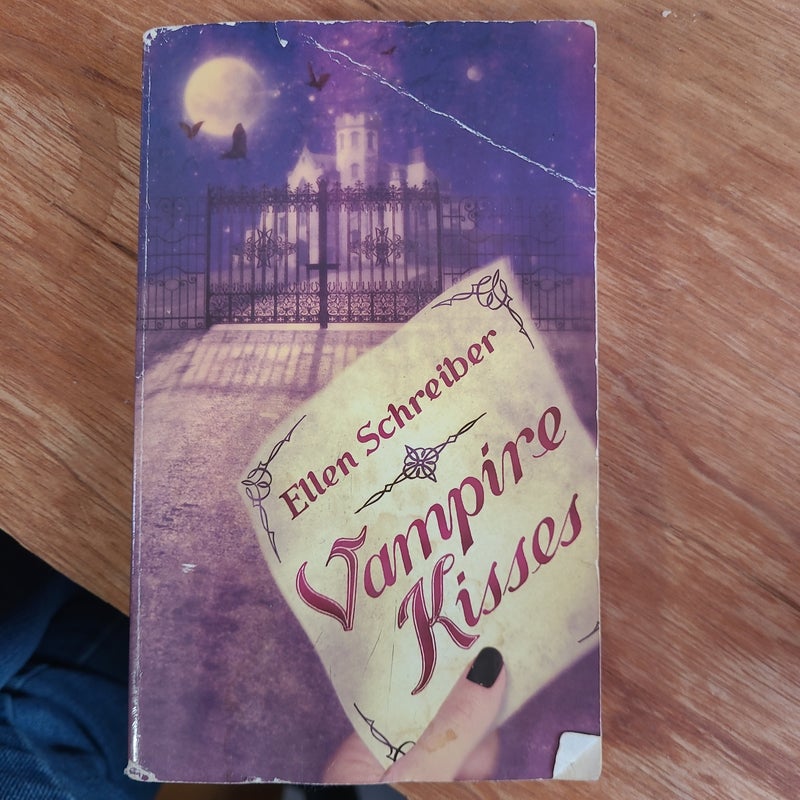 Ellen Schreiber
Vampire
Kisses